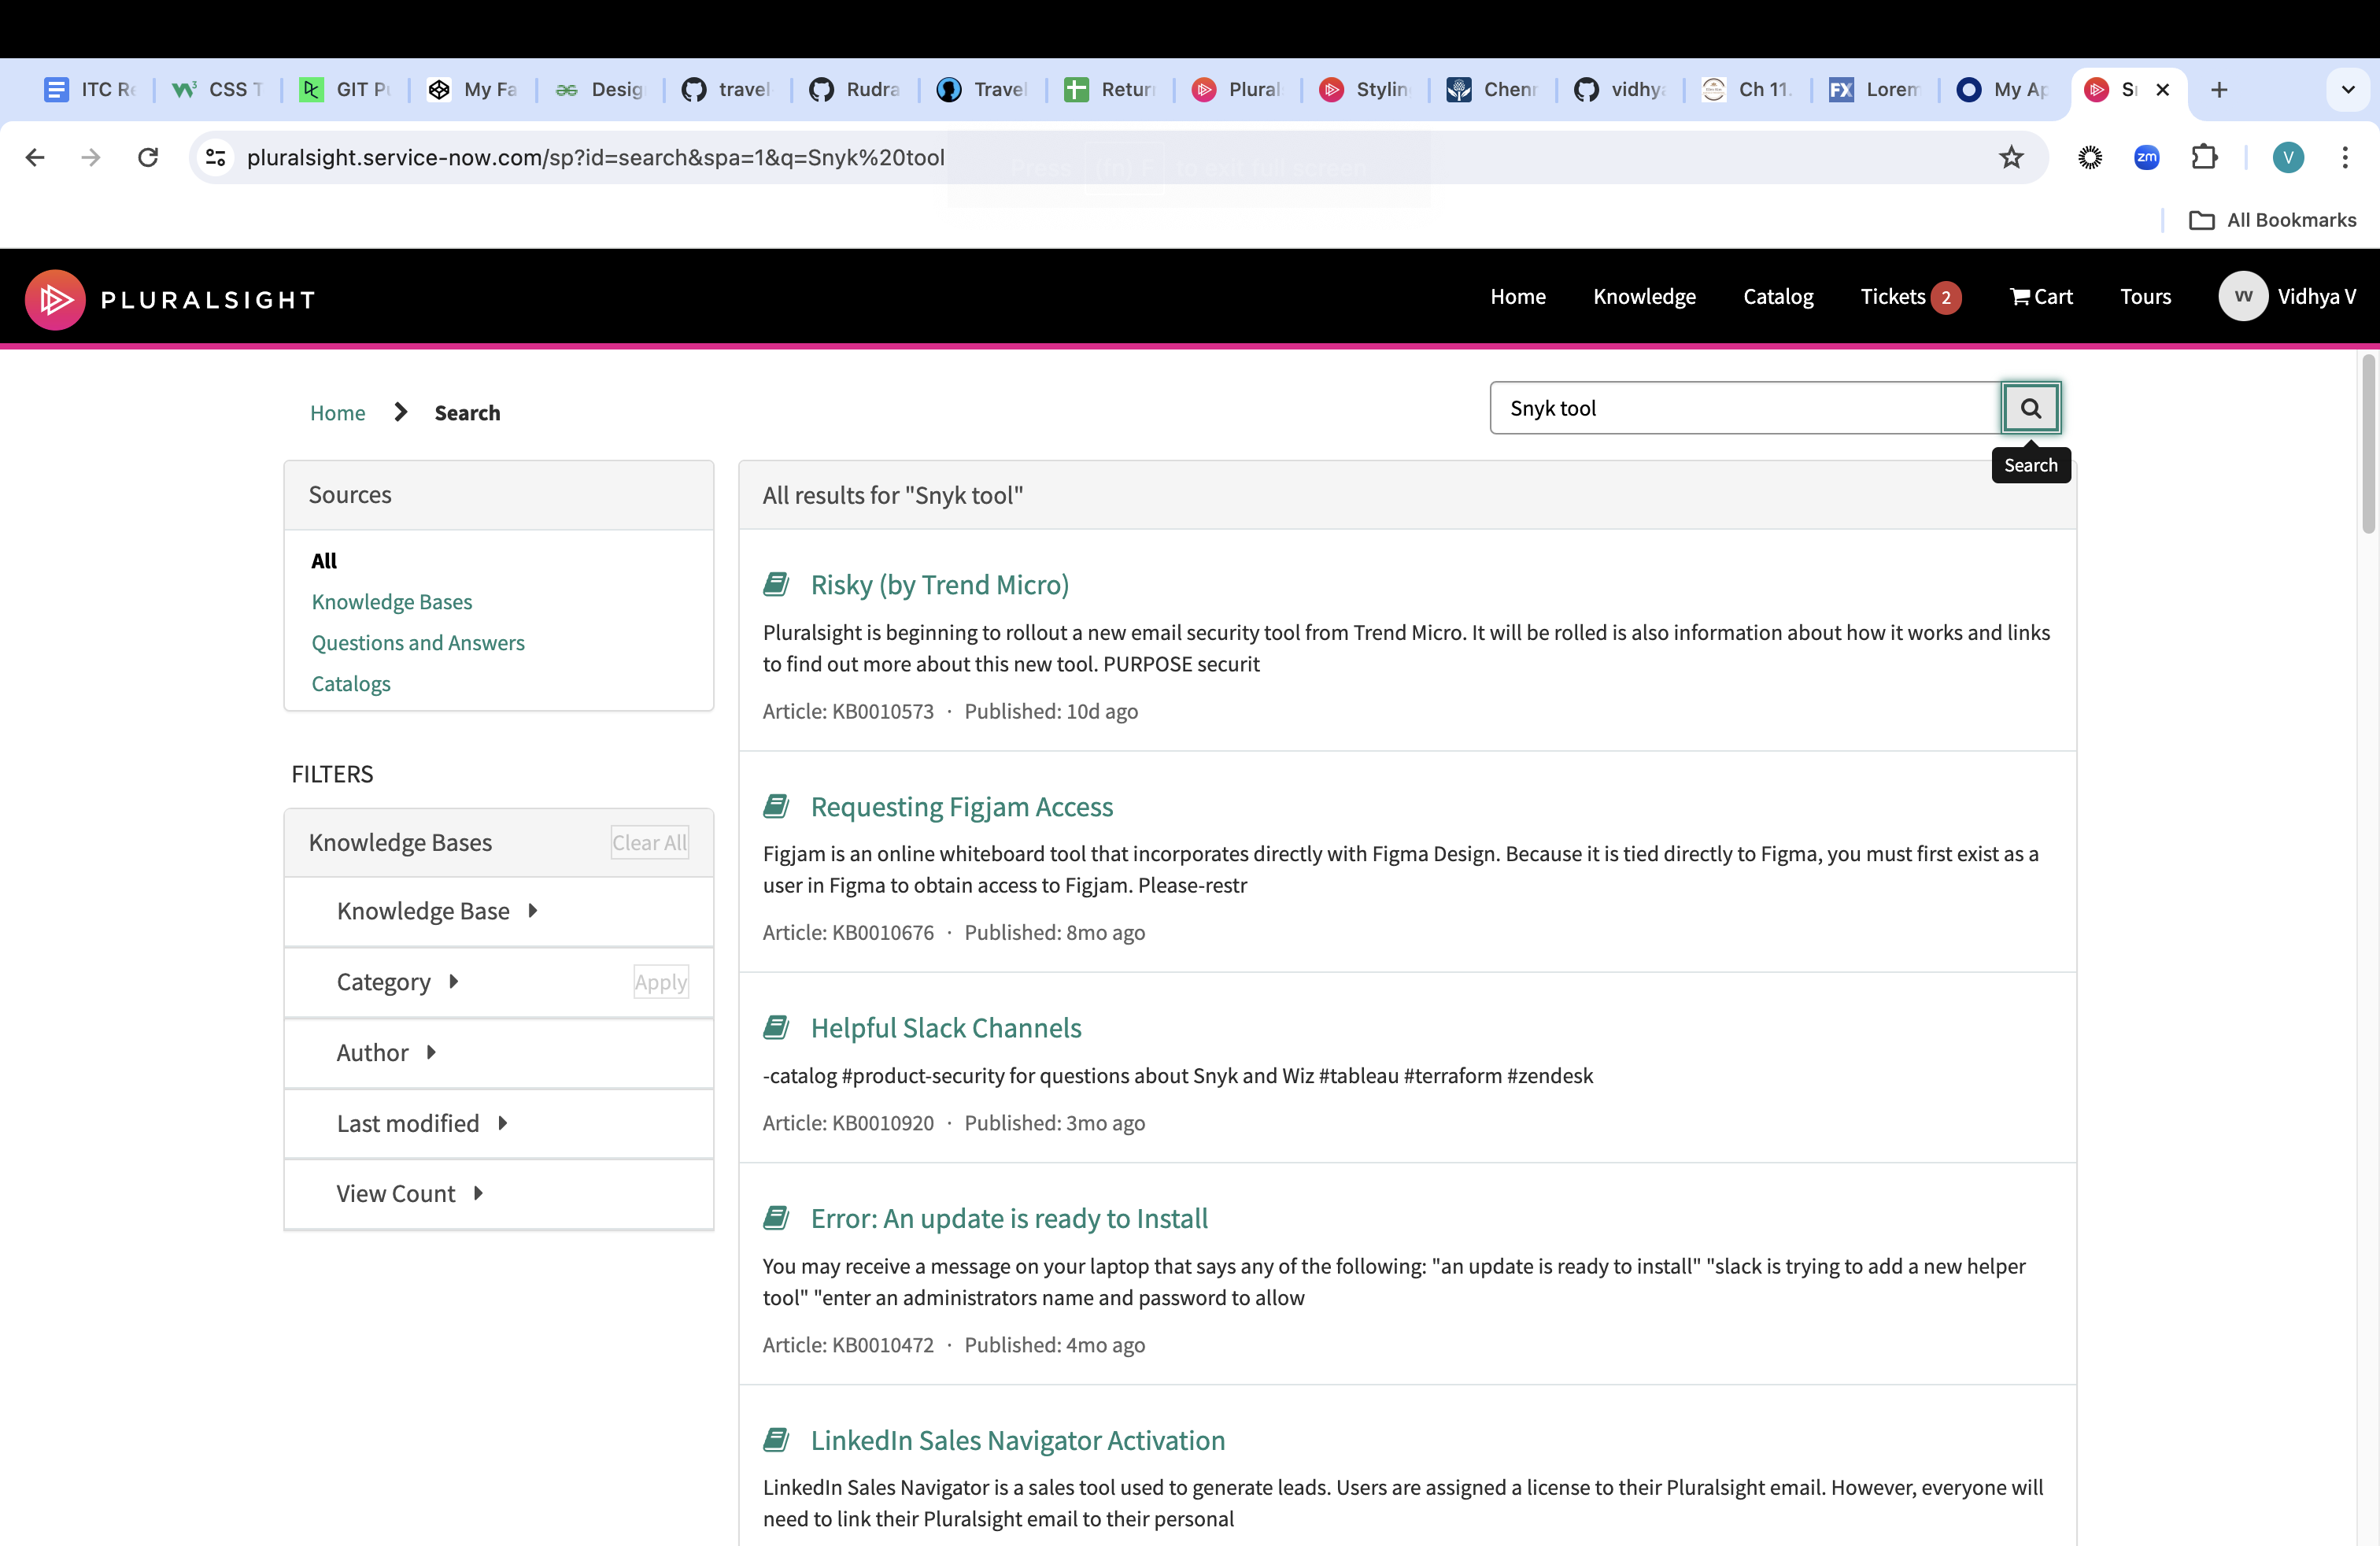 ITC Re
CSS T
GIT Pu
My Fa
Desig
travel
Rudra
Travel
Return
Plural
Stylin
Chenn
vidhya
Ch 11.
FX Lorem
My Ap
pluralsight.service-now.com/sp?id=search&spa=1&q=Snyk%20tool
to exit full screen
zm
V
All Bookmarks
PLURALSIGHT
Home
Knowledge
Catalog
Tickets 2
Cart
Tours
VV Vidhya V
Home
Search
Snyk tool
Search
Sources
All
Knowledge Bases
Questions and Answers
Catalogs
FILTERS
Knowledge Bases
Clear All
Knowledge Base
Category
Apply
Author
Last modified
View Count
All results for "Snyk tool"
Risky (by Trend Micro)
Pluralsight is beginning to rollout a new email security tool from Trend Micro. It will be rolled is also information about how it works and links
to find out more about this new tool. PURPOSE securit
Article: KB0010573 · Published: 10d ago
Requesting Figjam Access
Figjam is an online whiteboard tool that incorporates directly with Figma Design. Because it is tied directly to Figma, you must first exist as a
user in Figma to obtain access to Figjam. Please-restr
Article: KB0010676 · Published: 8mo ago
Helpful Slack Channels
-catalog #product-security for questions about Snyk and Wiz #tableau #terraform #zendesk
Article: KB0010920 · Published: 3mo ago
Error: An update is ready to Install
You may receive a message on your laptop that says any of the following: "an update is ready to install" "slack is trying to add a new helper
tool" "enter an administrators name and password to allow
Article: KB0010472 · Published: 4mo ago
LinkedIn Sales Navigator Activation
LinkedIn Sales Navigator is a sales tool used to generate leads. Users are assigned a license to their Pluralsight email. However, everyone will
need to link their Pluralsight email to their personal